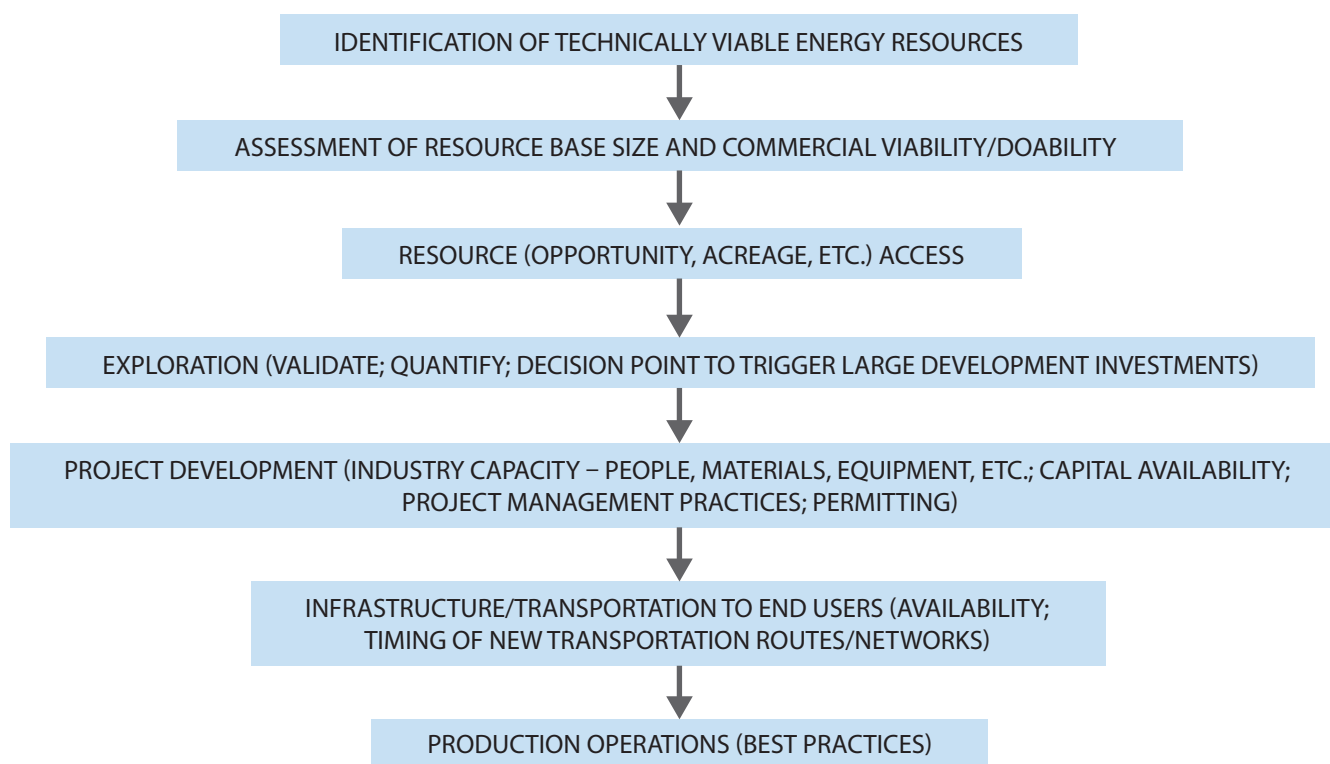 IDENTIFICATION OF TECHNICALLY VIABLE ENERGY RESOURCES
ASSESSMENT OF RESOURCE BASE SIZE AND COMMERCIAL VIABILITY/DOABILITY
RESOURCE (OPPORTUNITY, ACREAGE, ETC.) ACCESS
EXPLORATION (VALIDATE; QUANTIFY; DECISION POINT TO TRIGGER LARGE DEVELOPMENT INVESTMENTS)
PROJECT DEVELOPMENT (INDUSTRY CAPACITY – PEOPLE, MATERIALS, EQUIPMENT, ETC.; CAPITAL AVAILABILITY;
PROJECT MANAGEMENT PRACTICES; PERMITTING)
INFRASTRUCTURE/TRANSPORTATION TO END USERS (AVAILABILITY;
TIMING OF NEW TRANSPORTATION ROUTES/NETWORKS)
PRODUCTION OPERATIONS (BEST PRACTICES)